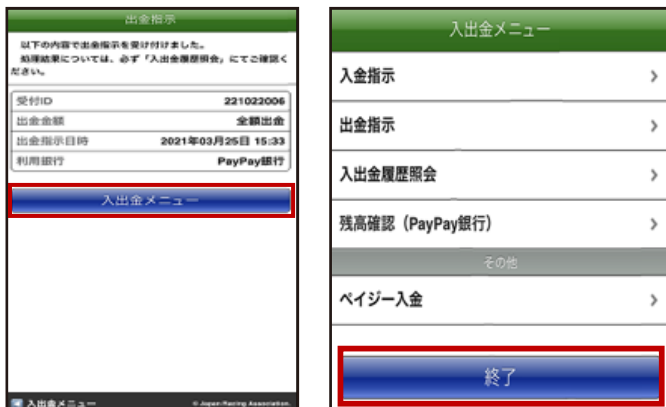 出金指示
以下の内容で出金指示を受け付けました。
処理結果については、必ず「入出金履歴照会」にてご確認く
ださい。
受付ID 221022006
出金金額 全額出金
出金指示日時 2021年03月25日 15:33
利用銀行 PayPay銀行
入出金メニュー
入出金メニュー
© Japan Racing Association.
入出金メニュー
入金指示
出金指示
入出金履歴照会
残高確認（PayPay銀行）
その他
ペイジー入金
終了